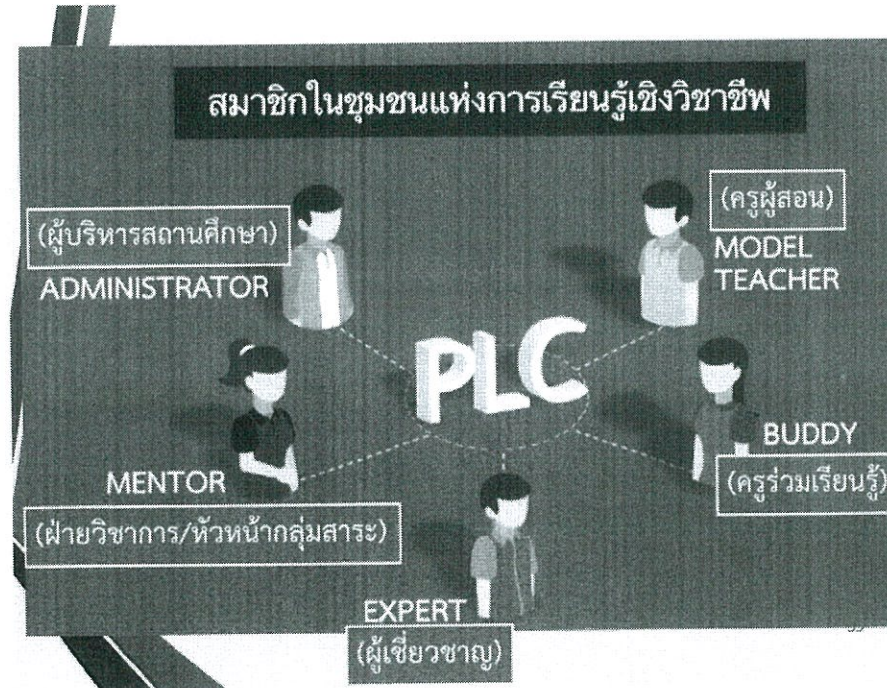 สมาชิกในชุมชนแห่งการเรียนรู้เชิงวิชาชีพ
(ผู้บริหารสถานศึกษา)
ADMINISTRATOR
(ครูผู้สอน)
MODEL
TEACHER
PLC
MENTOR
(ฝ่ายวิชาการ/หัวหน้ากลุ่มสาระ)
BUDDY
(ครูร่วมเรียนรู้)
EXPERT
(ผู้เชี่ยวชาญ)